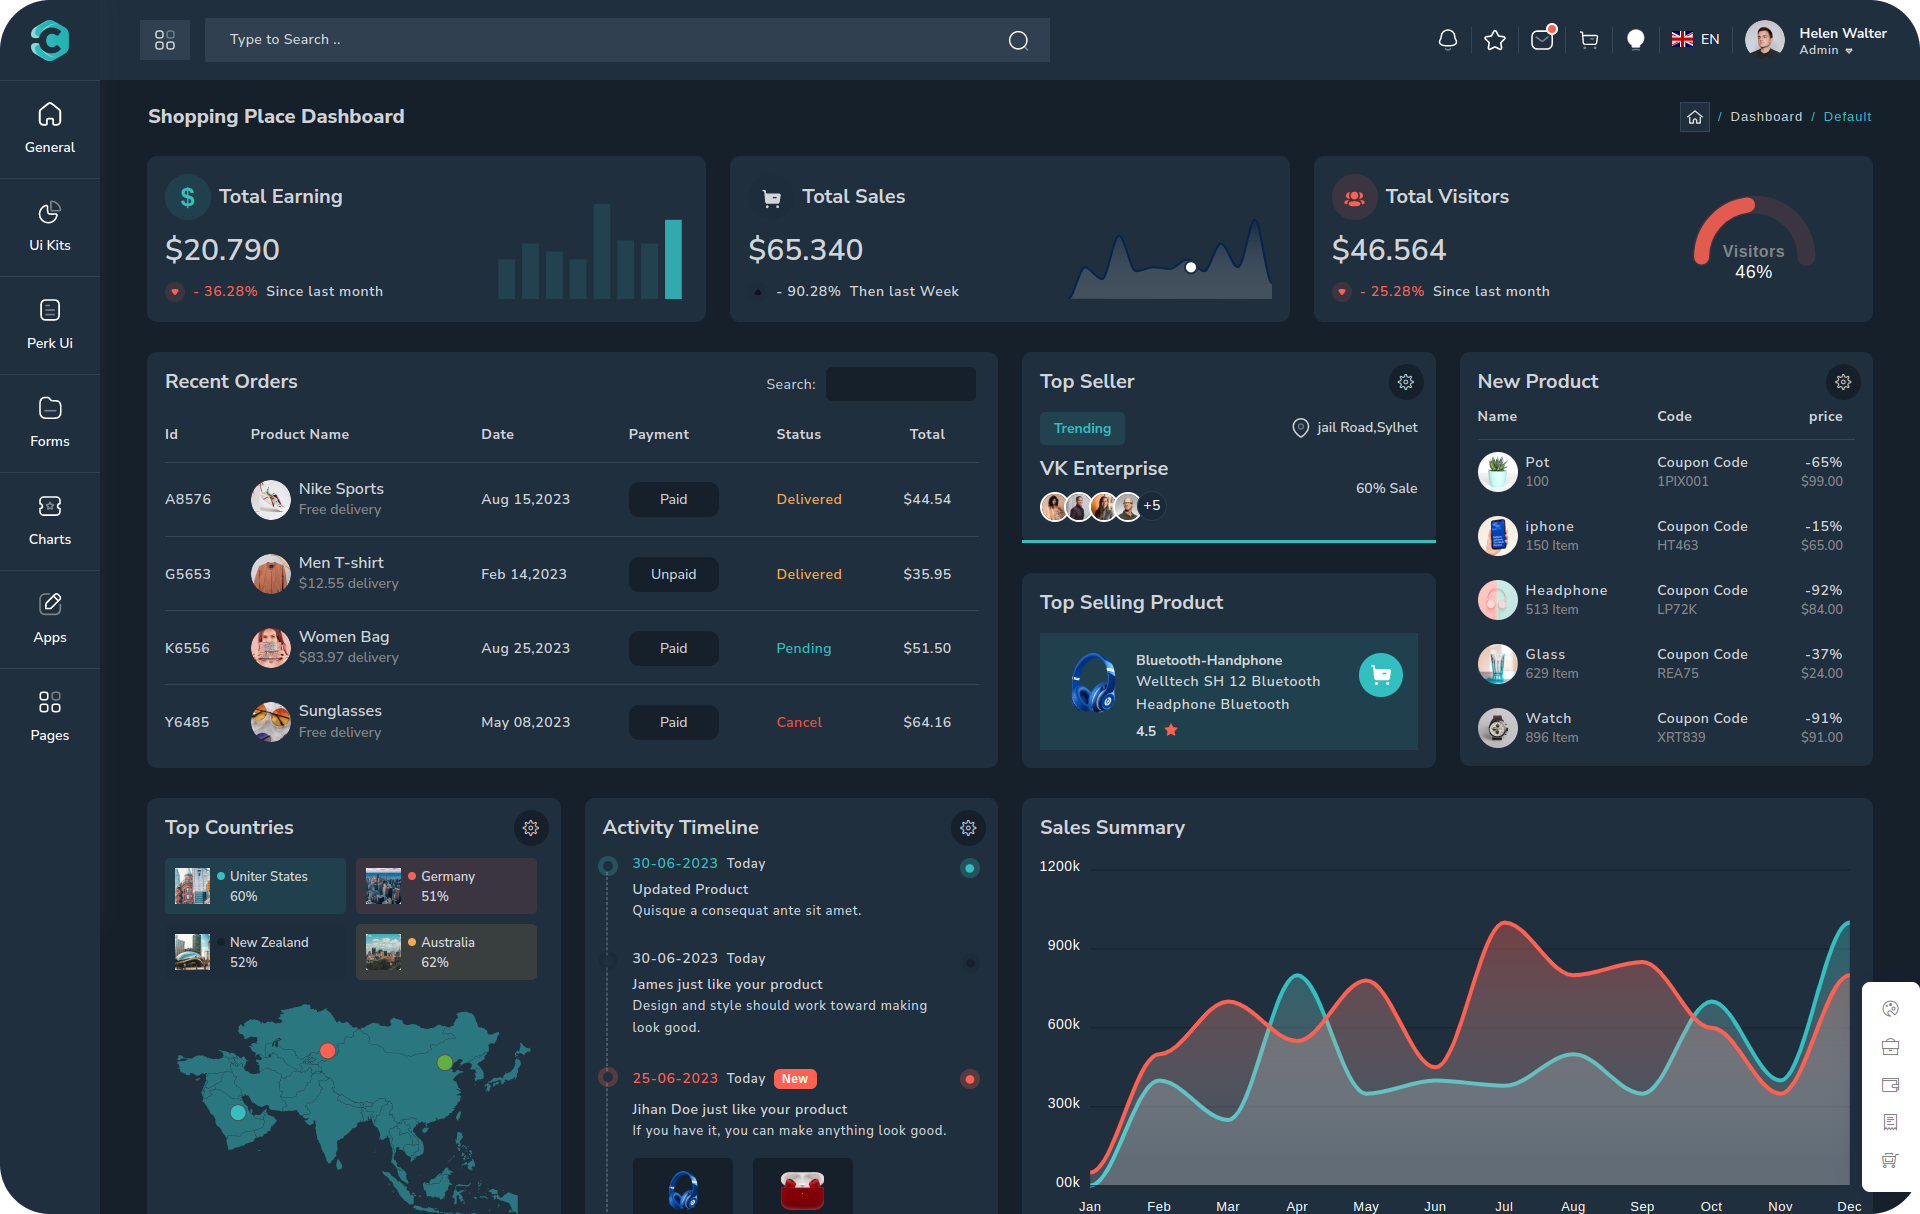 Type to Search ..
EN
Helen Walter
Admin
General
Ui Kits
Perk Ui
Forms
Charts
Apps
Pages
Shopping Place Dashboard
/ Dashboard / Default
$ Total Earning
$20.790
- 36.28% Since last month
Total Sales
$65.340
- 90.28% Then last Week
Total Visitors
$46.564
- 25.28% Since last month
Visitors
46%
Recent Orders
Search:
Id Product Name Date Payment Status Total
A8576 Nike Sports Aug 15,2023 Paid Delivered $44.54
Free delivery
G5653 Men T-shirt Feb 14,2023 Unpaid Delivered $35.95
$12.55 delivery
K6556 Women Bag Aug 25,2023 Paid Pending $51.50
$83.97 delivery
Y6485 Sunglasses May 08,2023 Paid Cancel $64.16
Free delivery
Top Seller
Trending
jail Road,Sylhet
VK Enterprise
60% Sale
+5
Top Selling Product
Bluetooth-Handphone
Welltech SH 12 Bluetooth
Headphone Bluetooth
4.5
New Product
Name Code price
Pot Coupon Code -65%
100 1PIX001 $99.00
iphone Coupon Code -15%
150 Item HT463 $65.00
Headphone Coupon Code -92%
513 Item LP72K $84.00
Glass Coupon Code -37%
629 Item REA75 $24.00
Watch Coupon Code -91%
896 Item XRT839 $91.00
Top Countries
Uniter States
60%
Germany
51%
New Zealand
52%
Australia
62%
Activity Timeline
30-06-2023 Today
Updated Product
Quisque a consequat ante sit amet.
30-06-2023 Today
James just like your product
Design and style should work toward making
look good.
25-06-2023 Today New
Jihan Doe just like your product
If you have it, you can make anything look good.
Sales Summary
1200k
900k
600k
300k
00k
Jan Feb Mar Apr May Jun Jul Aug Sep Oct Nov Dec